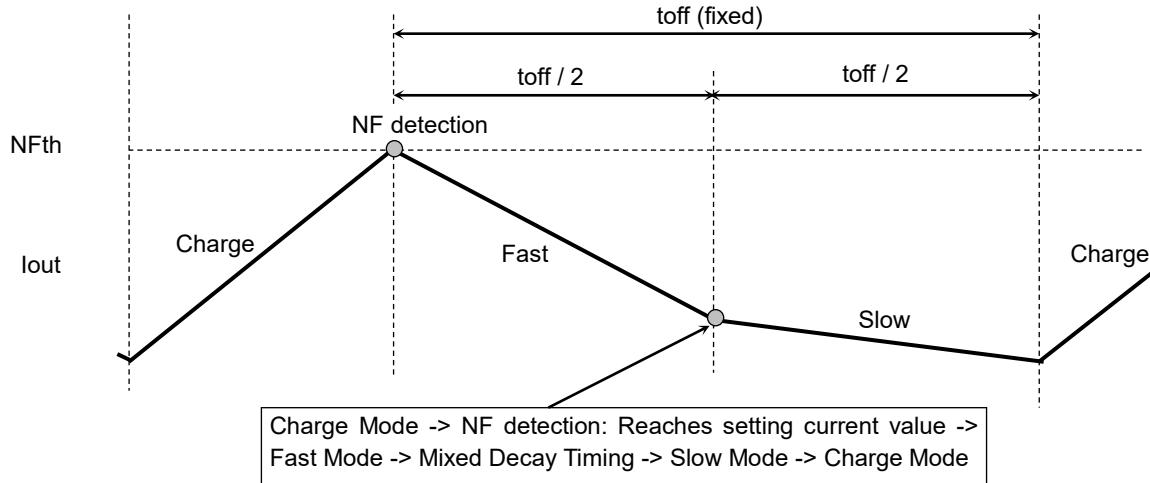 toff (fixed)
toff / 2
toff / 2
NF detection
NFth
Charge
Iout
Fast
Charge
Slow
Charge Mode -> NF detection: Reaches setting current value ->
Fast Mode -> Mixed Decay Timing -> Slow Mode -> Charge Mode